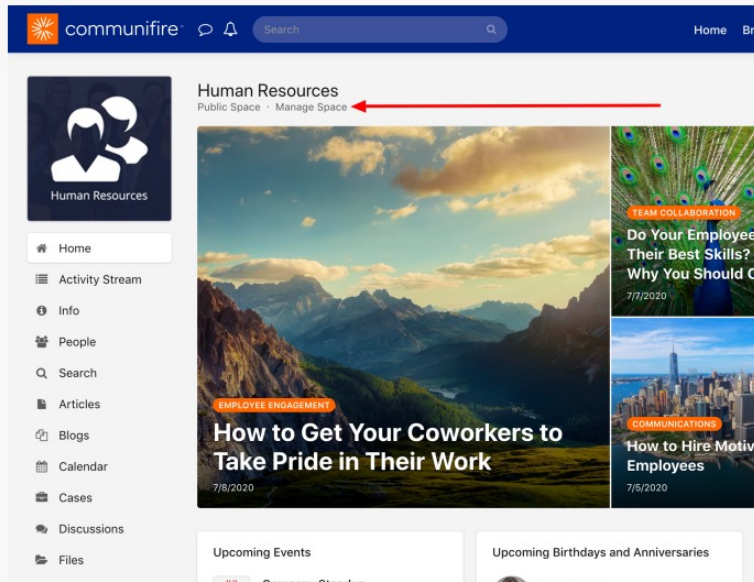 communifire
Search
Home
Human Resources
Public Space · Manage Space
Human Resources
Home
Activity Stream
Info
People
Search
Articles
Blogs
Calendar
Cases
Discussions
Files
EMPLOYEE ENGAGEMENT
How to Get Your Coworkers to
Take Pride in Their Work
7/8/2020
TEAM COLLABORATION
Do Your Employee
Their Best Skills?
Why You Should
7/7/2020
COMMUNICATIONS
How to Hire
Employees
7/5/2020
Upcoming Events
Upcoming Birthdays and Anniversaries